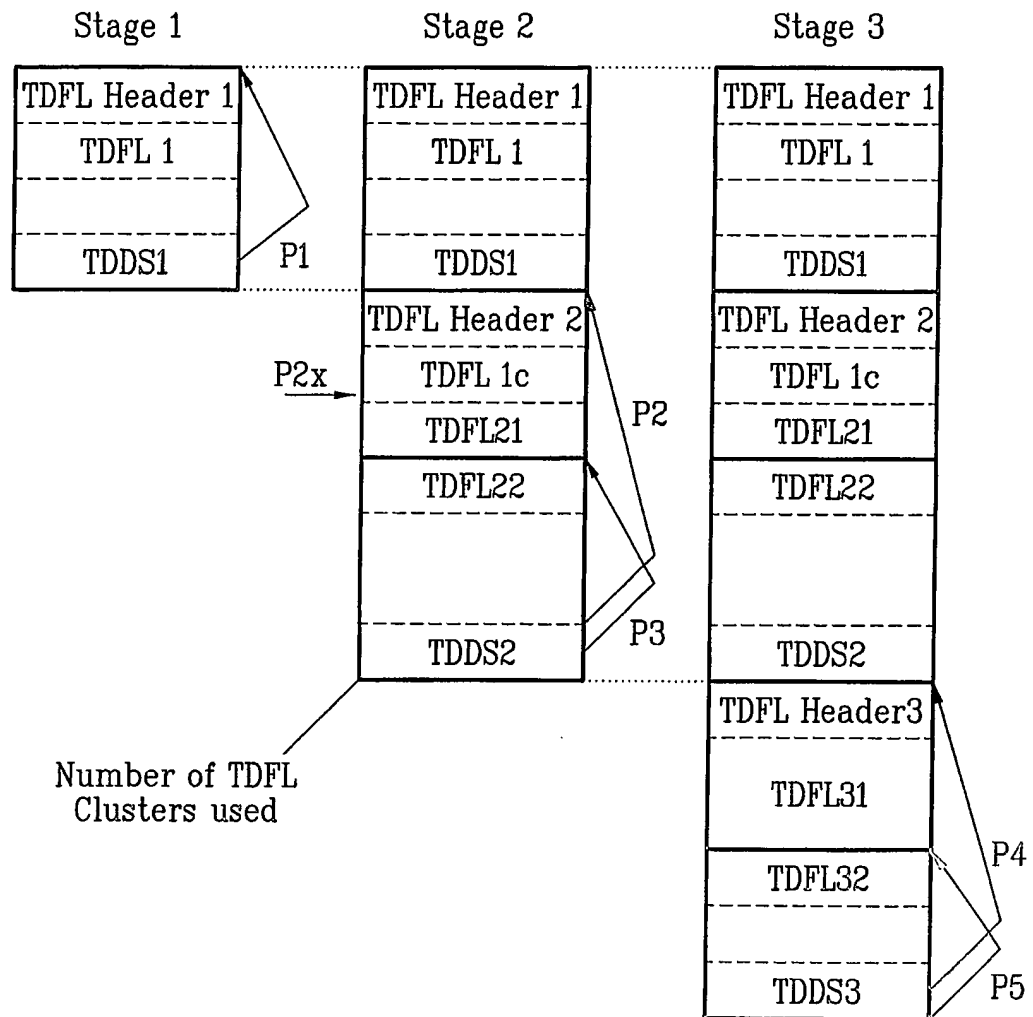 Stage 1
Stage 2
Stage 3
TDFL Header 1
TDFL 1
TDDS1
P1
TDFL Header 1
TDFL 1
TDDS1
TDFL Header 2
P2x
TDFL 1c
TDFL21
P2
TDFL22
P3
TDDS2
Number of TDFL
Clusters used
TDFL Header 1
TDFL 1
TDDS1
TDFL Header 2
TDFL 1c
TDFL21
TDFL22
TDDS2
TDFL Header3
TDFL31
P4
TDFL32
P5
TDDS3